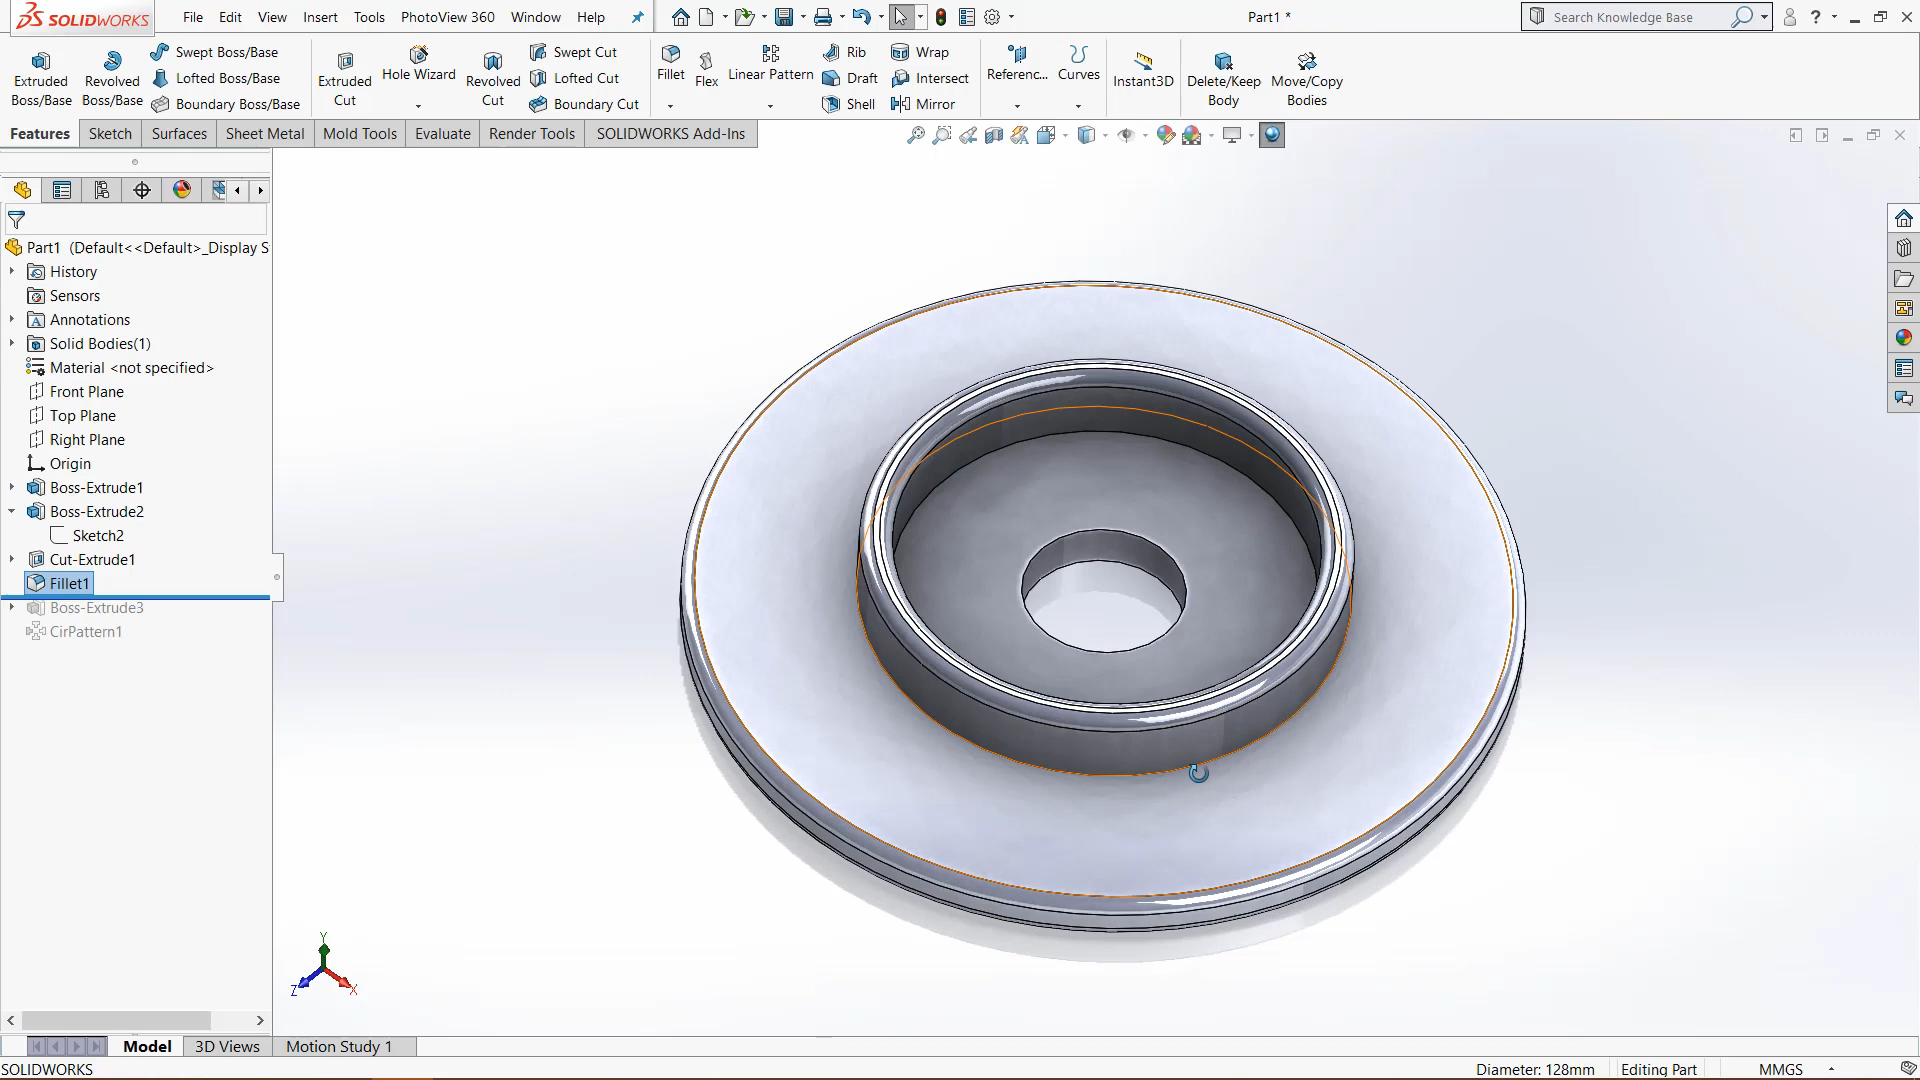 SOLIDWORKS File Edit View Insert Tools PhotoView 360 Window Help Part1 * Search Knowledge Base ?
Extruded Boss/Base
Revolved Boss/Base
Swept Boss/Base
Lofted Boss/Base
Boundary Boss/Base
Extruded Cut
Hole Wizard
Revolved Cut
Swept Cut
Lofted Cut
Boundary Cut
Fillet
Flex
Linear Pattern
Rib
Draft
Shell
Wrap
Intersect
Mirror
Referenc...
Curves
Instant3D
Delete/Keep Body
Move/Copy Bodies
Features Sketch Surfaces Sheet Metal Mold Tools Evaluate Render Tools SOLIDWORKS Add-Ins
Part1 (Default<<Default>_Display S
History
Sensors
Annotations
Solid Bodies(1)
Material <not specified>
Front Plane
Top Plane
Right Plane
Origin
Boss-Extrude1
Boss-Extrude2
Sketch2
Cut-Extrude1
Fillet1
Boss-Extrude3
CirPattern1
Y
Z X
Model 3D Views Motion Study 1
SOLIDWORKS Diameter: 128mm Editing Part MMGS